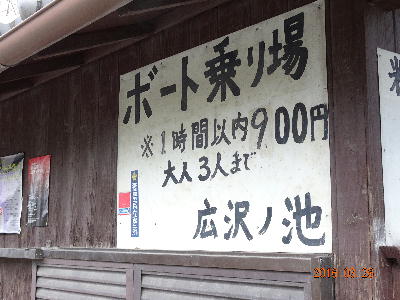 ボート乗り場
※1時間以内900円
大人3人まで
広沢ノ池